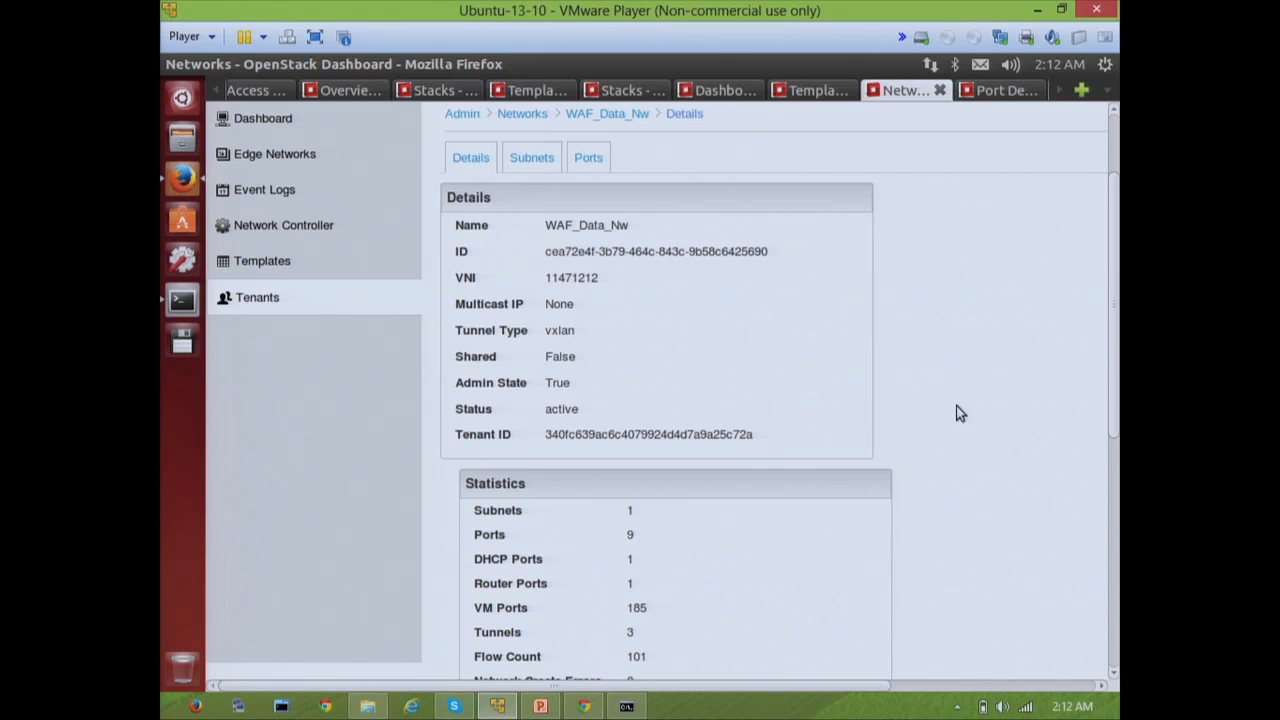 Ubuntu-13-10 - VMware Player (Non-commercial use only)
Player
Networks - OpenStack Dashboard - Mozilla Firefox
2:12 AM
Access ...
Overvie...
Stacks - ...
Templa...
Stacks - ...
Dashbo...
Templa...
Netw...
Port De...
Admin > Networks > WAF_Data_Nw > Details
Dashboard
Edge Networks
Event Logs
Network Controller
Templates
Tenants
Details Subnets Ports
Details
Name WAF_Data_Nw
ID cea72e4f-3b79-464c-843c-9b58c6425690
VNI 11471212
Multicast IP None
Tunnel Type vxlan
Shared False
Admin State True
Status active
Tenant ID 340fc639ac6c4079924d4d7a9a25c72a
Statistics
Subnets 1
Ports 9
DHCP Ports 1
Router Ports 1
VM Ports 185
Tunnels 3
Flow Count 101
Network Create Errors 0
2:12 AM